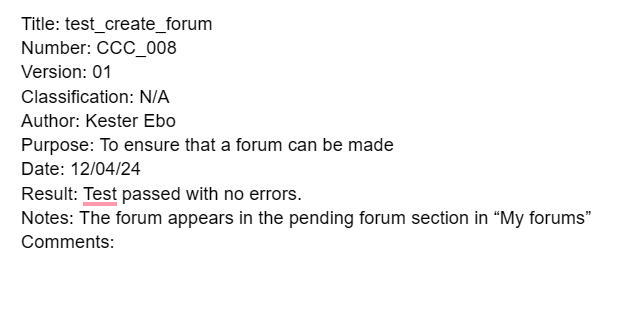 Title: test_create_forum
Number: CCC_008
Version: 01
Classification: N/A
Author: Kester Ebo
Purpose: To ensure that a forum can be made
Date: 12/04/24
Result: Test passed with no errors.
Notes: The forum appears in the pending forum section in “My forums”
Comments: